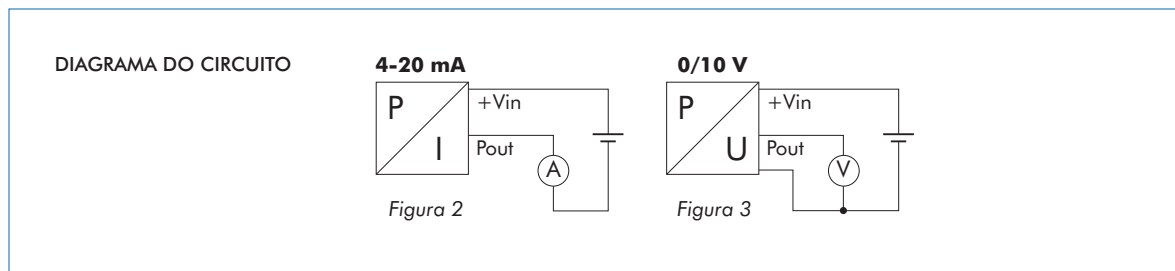 DIAGRAMA DO CIRCUITO
4-20 mA
P
I
+Vin
Pout
A
Figura 2
0/10 V
P
U
+Vin
Pout
V
Figura 3